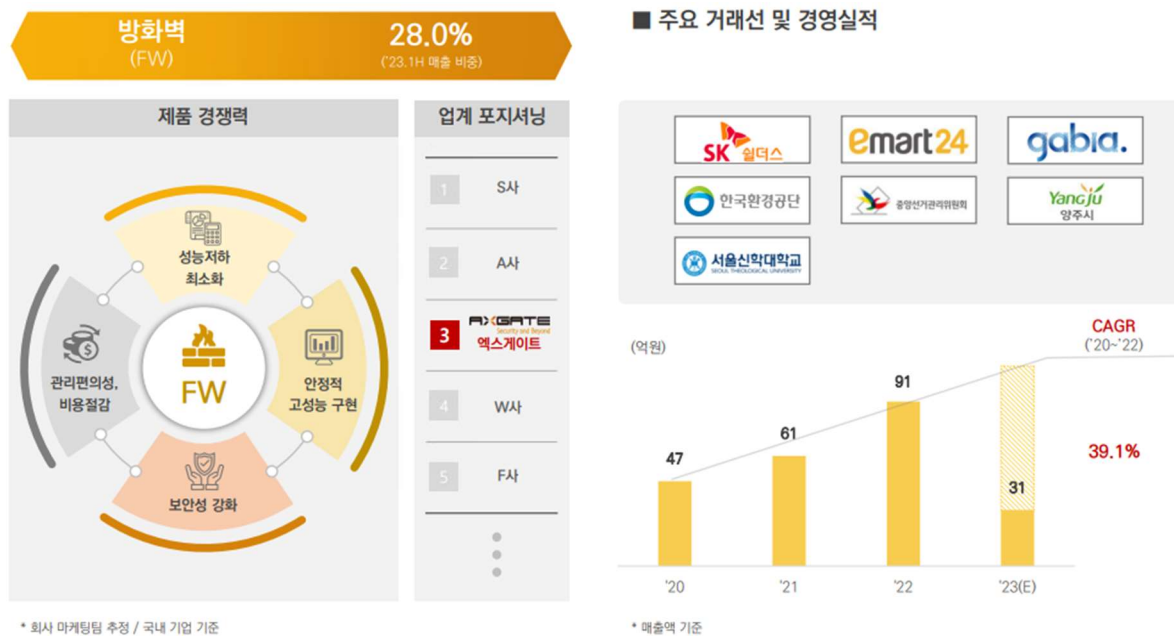 방화벽
(FW)
28.0%
('23.1H 매출 비중)
제품 경쟁력
성능저하
최소화
관리편의성,
비용절감
FW
안정적
고성능 구현
보안성 강화
업계 포지셔닝
1 S사
2 A사
3 AXGATE
Security and Beyond
엑스게이트
4 W사
5 F사
* 회사 마케팅팀 추정 / 국내 기업 기준
■ 주요 거래선 및 경영실적
SK 쉴더스
emart24
gabia.
한국환경공단
중앙선거관리위원회
Yangju
양주시
서울신학대학교
SEOUL THEOLOGICAL UNIVERSITY
(억원)
CAGR
('20~'22)
39.1%
47
61
91
31
'20
'21
'22
'23(E)
* 매출액 기준